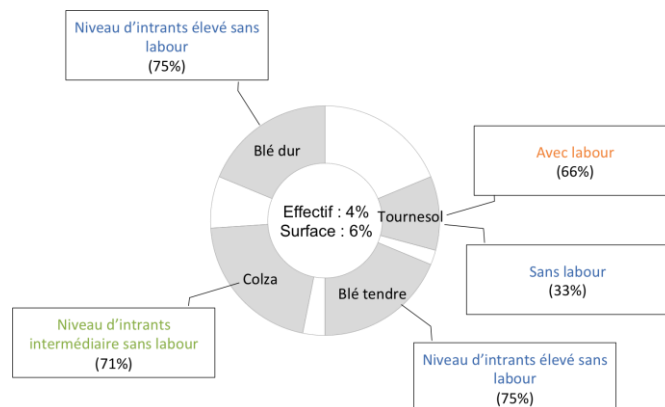 Niveau d'intrants élevé sans
labour
(75%)
Blé dur
Avec labour
(66%)
Effectif : 4%
Surface : 6%
Tournesol
Sans labour
(33%)
Colza
Blé tendre
Niveau d'intrants
intermédiaire sans labour
(71%)
Niveau d'intrants élevé sans
labour
(75%)